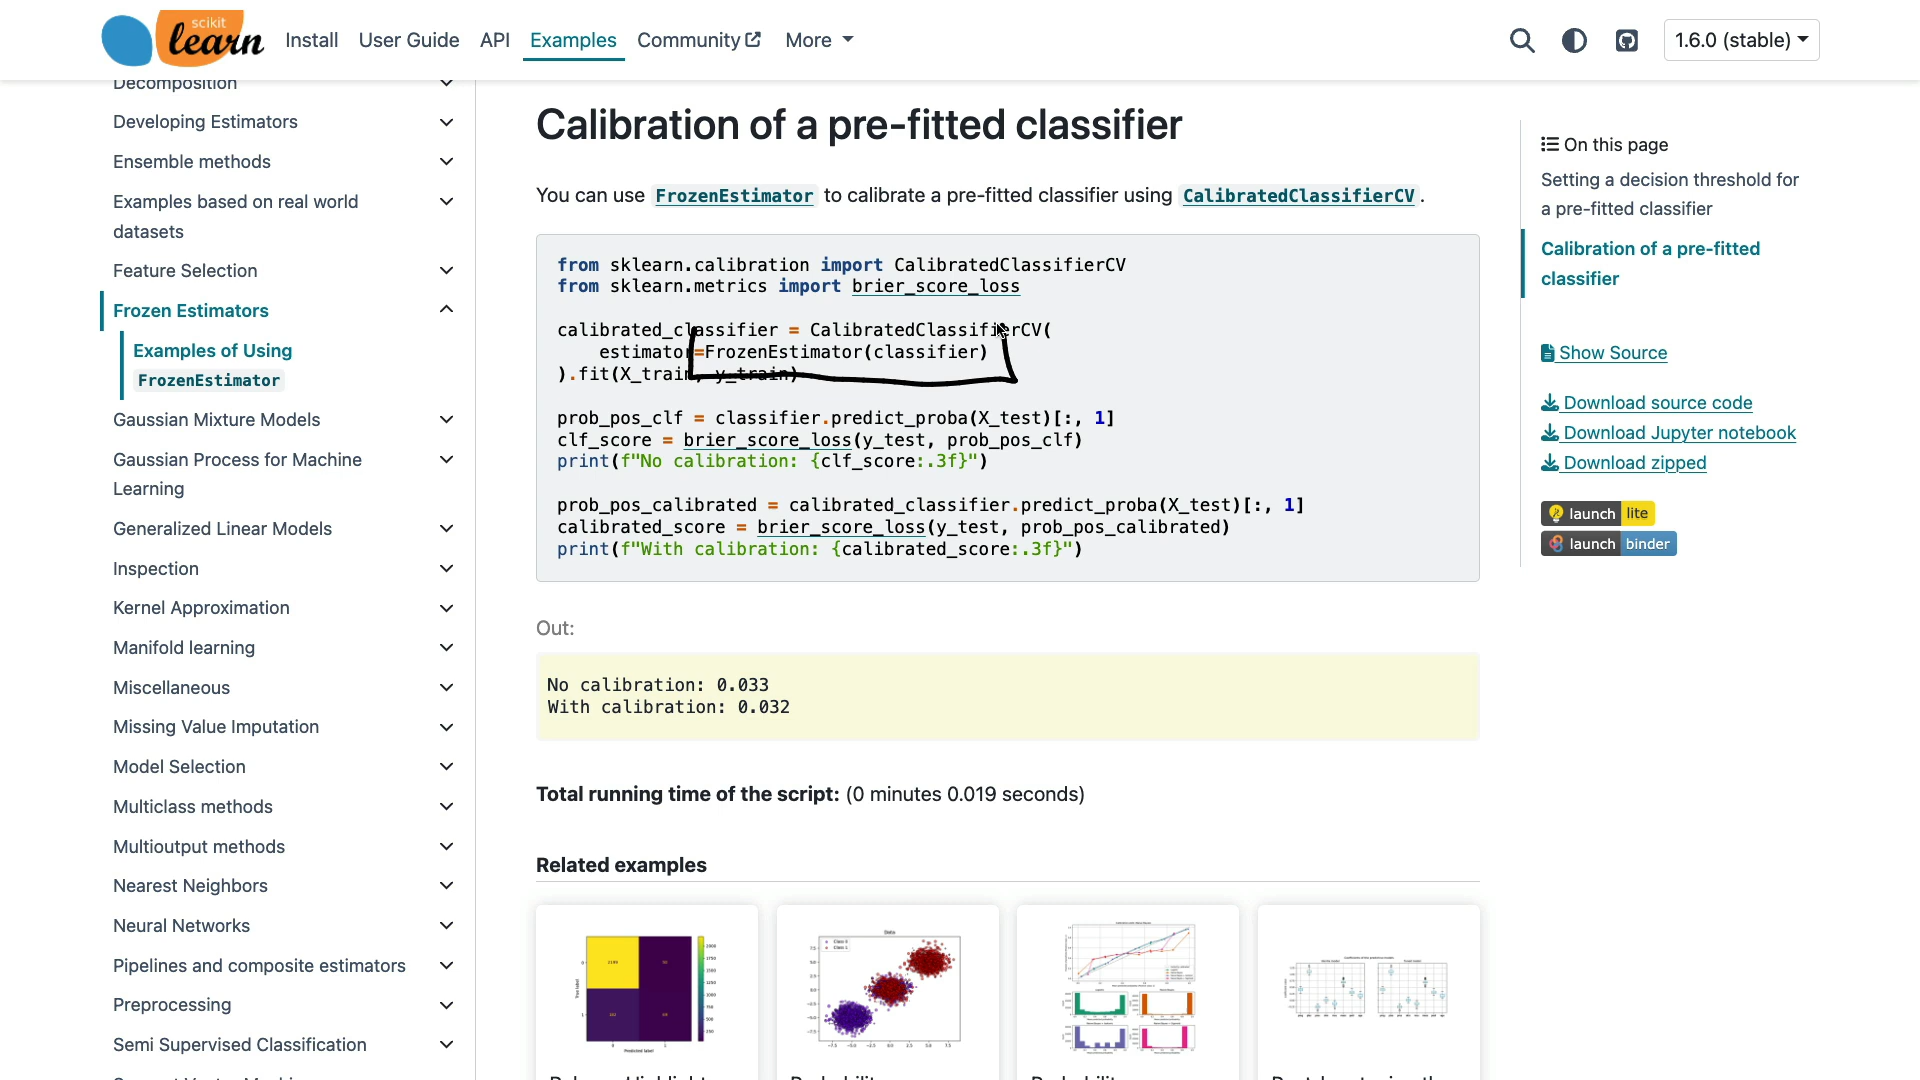 scikit
learn
Install
User Guide
API
Examples
Community
More
1.6.0 (stable)
Decomposition
Developing Estimators
Ensemble methods
Examples based on real world
datasets
Feature Selection
Frozen Estimators
Examples of Using
FrozenEstimator
Gaussian Mixture Models
Gaussian Process for Machine
Learning
Generalized Linear Models
Inspection
Kernel Approximation
Manifold learning
Miscellaneous
Missing Value Imputation
Model Selection
Multiclass methods
Multioutput methods
Nearest Neighbors
Neural Networks
Pipelines and composite estimators
Preprocessing
Semi Supervised Classification
Calibration of a pre-fitted classifier
You can use FrozenEstimator to calibrate a pre-fitted classifier using CalibratedClassifierCV.
from sklearn.calibration import CalibratedClassifierCV
from sklearn.metrics import brier_score_loss
calibrated_classifier = CalibratedClassifierCV(
estimator=FrozenEstimator(classifier)
).fit(X_train, y_train)
prob_pos_clf = classifier.predict_proba(X_test)[:, 1]
clf_score = brier_score_loss(y_test, prob_pos_clf)
print(f"No calibration: {clf_score:.3f}")
prob_pos_calibrated = calibrated_classifier.predict_proba(X_test)[:, 1]
calibrated_score = brier_score_loss(y_test, prob_pos_calibrated)
print(f"With calibration: {calibrated_score:.3f}")
Out:
No calibration: 0.033
With calibration: 0.032
Total running time of the script: (0 minutes 0.019 seconds)
Related examples
On this page
Setting a decision threshold for
a pre-fitted classifier
Calibration of a pre-fitted
classifier
Show Source
Download source code
Download Jupyter notebook
Download zipped
launch lite
launch binder